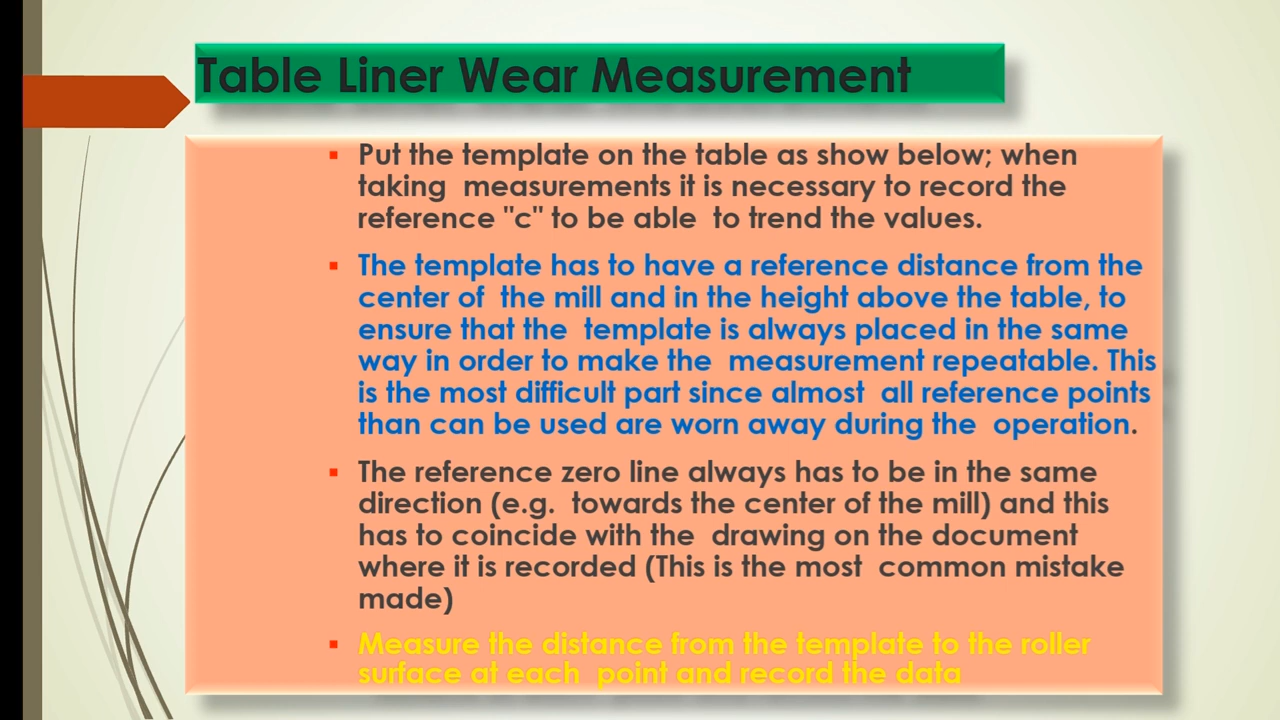 Table Liner Wear Measurement
Put the template on the table as show below; when
taking measurements it is necessary to record the
reference "c" to be able to trend the values.
The template has to have a reference distance from the
center of the mill and in the height above the table, to
ensure that the template is always placed in the same
way in order to make the measurement repeatable. This
is the most difficult part since almost all reference points
than can be used are worn away during the operation.
The reference zero line always has to be in the same
direction (e.g. towards the center of the mill) and this
has to coincide with the drawing on the document
where it is recorded (This is the most common mistake
made)
Measure the distance from the template to the roller
surface at each point and record the data